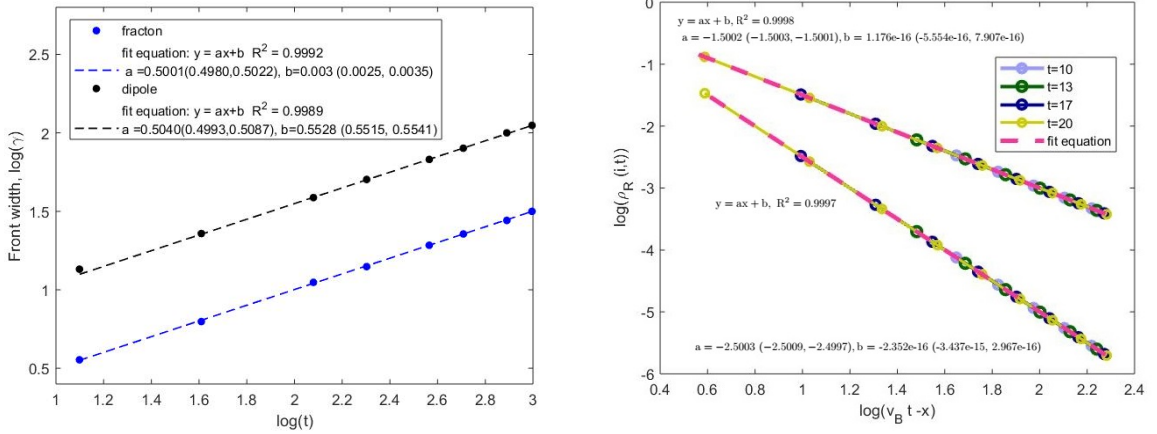 fracton
fit equation: y = ax+b R² = 0.9992
a =0.5001(0.4980,0.5022), b=0.003 (0.0025, 0.0035)
dipole
fit equation: y = ax+b R² = 0.9989
a =0.5040(0.4993,0.5087), b=0.5528 (0.5515, 0.5541)
Front width, log(γ)
2.5
2
1.5
1
0.5
1 1.2 1.4 1.6 1.8 2 2.2 2.4 2.6 2.8 3
log(t)
y = ax + b, R² = 0.9998
a = −1.5002 (−1.5003, −1.5001), b = 1.176e-16 (-5.554e-16, 7.907e-16)
t=10
t=13
t=17
t=20
fit equation
y = ax + b, R² = 0.9997
a = −2.5003 (−2.5009, −2.4997), b = -2.352e-16 (-3.437e-15, 2.967e-16)
log(ρ_R (i,t))
0
-1
-2
-3
-4
-5
-6
0.4 0.6 0.8 1 1.2 1.4 1.6 1.8 2 2.2 2.4
log(v_B t -x)